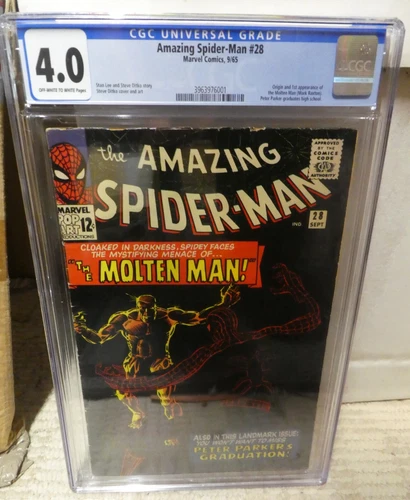 CGC UNIVERSAL GRADE
4.0
OFF-WHITE TO WHITE Pages
Amazing Spider-Man #28
Marvel Comics, 9/65
Stan Lee and Steve Ditko story
Steve Ditko cover and art
3963976001
Origin and 1st appearance of
the Molten Man (Mark Raxton).
Peter Parker graduates high school.
CGC
the AMAZING
SPIDER-MAN
APPROVED
BY THE
COMICS
CODE
AUTHORITY
MARVEL
POP
ART
PRODUCTIONS
12¢
IND.
28
SEPT
CLOAKED IN DARKNESS, SPIDEY FACES
THE MYSTIFYING MENACE OF...
"THE MOLTEN MAN!"
ALSO IN THIS LANDMARK ISSUE:
YOU WON'T WANT TO MISS
PETER PARKER'S
GRADUATION!